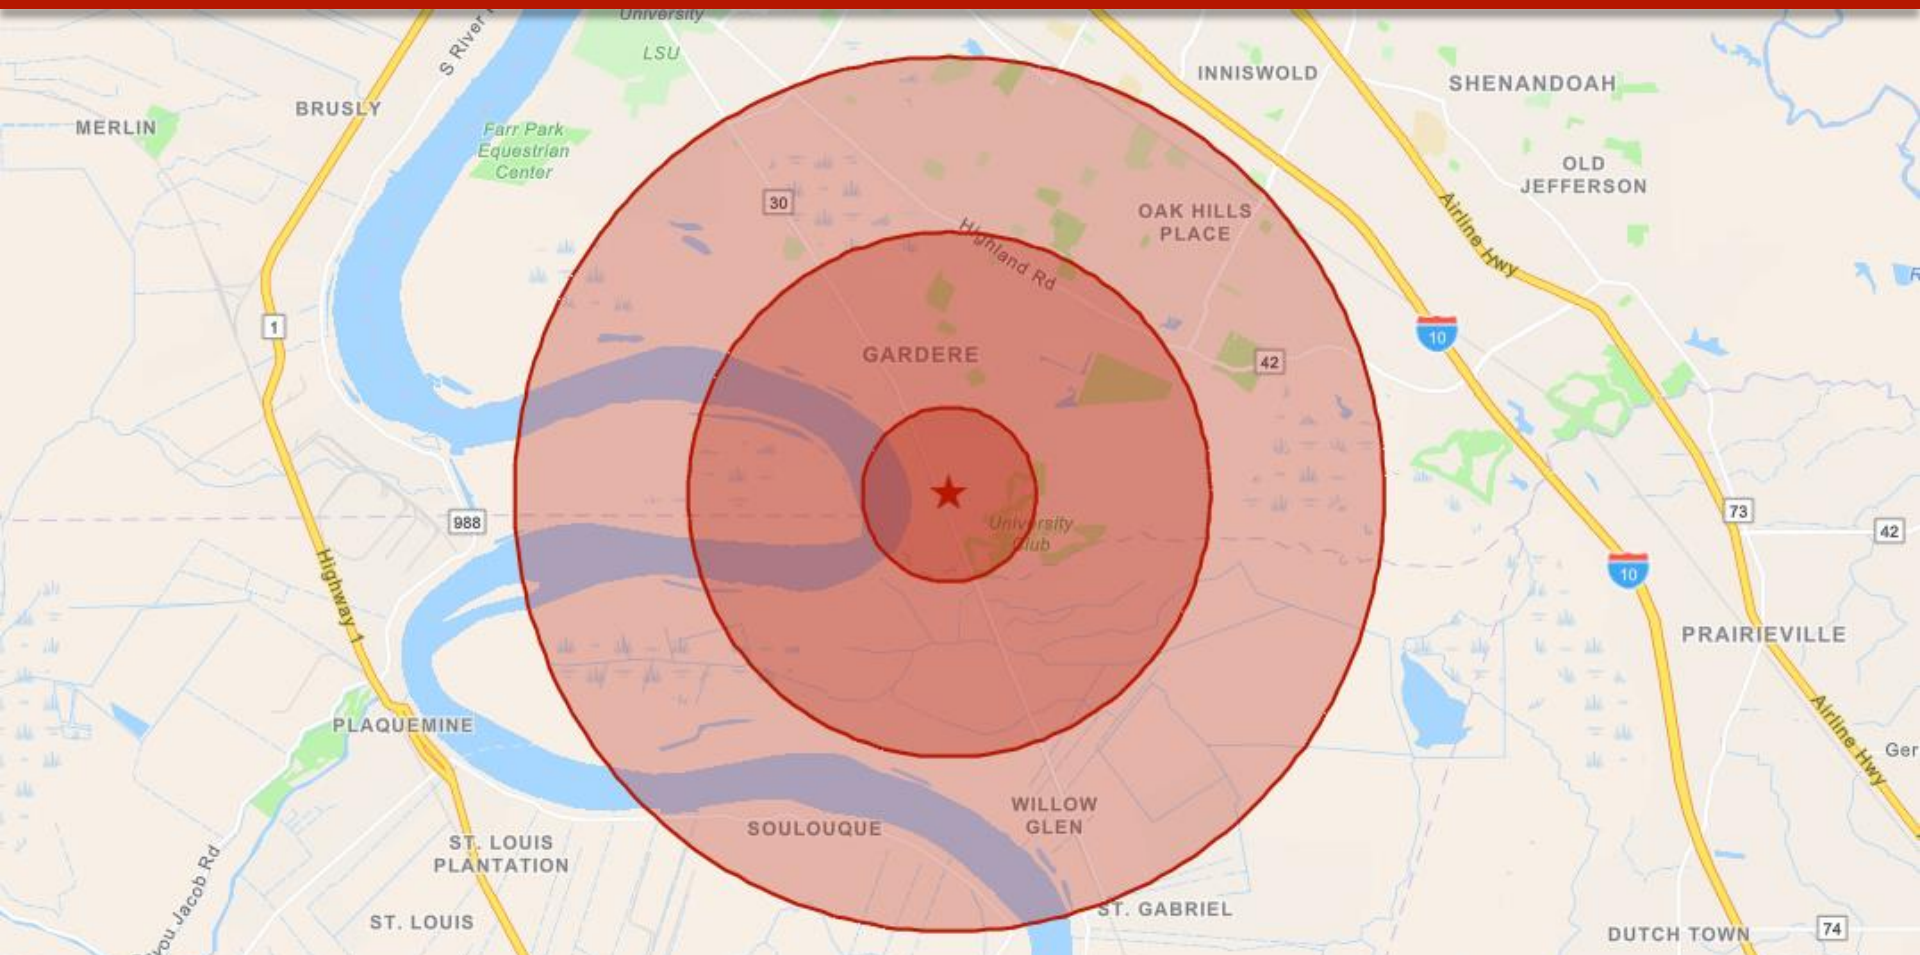 University
LSU
S River
INNISWOLD
SHENANDOAH
BRUSLY
MERLIN
Farr Park
Equestrian
Center
OLD
JEFFERSON
30
OAK HILLS
PLACE
Highland Rd
Airline Hwy
1
10
GARDERE
42
988
University
Club
73
42
Highway 1
10
PRAIRIEVILLE
PLAQUEMINE
Airline Hwy
Ger
WILLOW
GLEN
SOULOUQUE
ST. LOUIS
PLANTATION
you Jacob Rd
ST. LOUIS
ST. GABRIEL
DUTCH TOWN
74